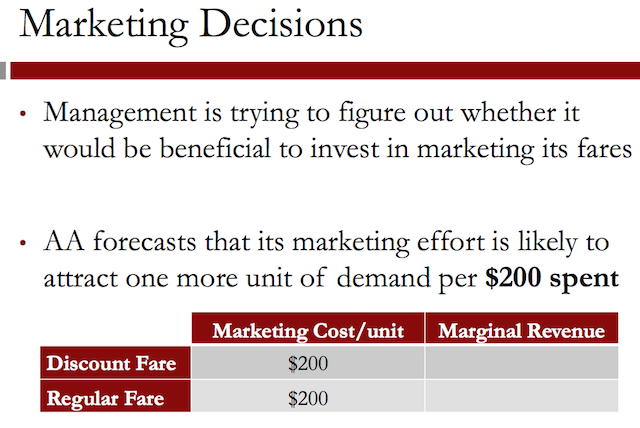 Marketing Decisions
• Management is trying to figure out whether it
would be beneficial to invest in marketing its fares
• AA forecasts that its marketing effort is likely to
attract one more unit of demand per $200 spent
Marketing Cost/unit Marginal Revenue
Discount Fare $200
Regular Fare $200